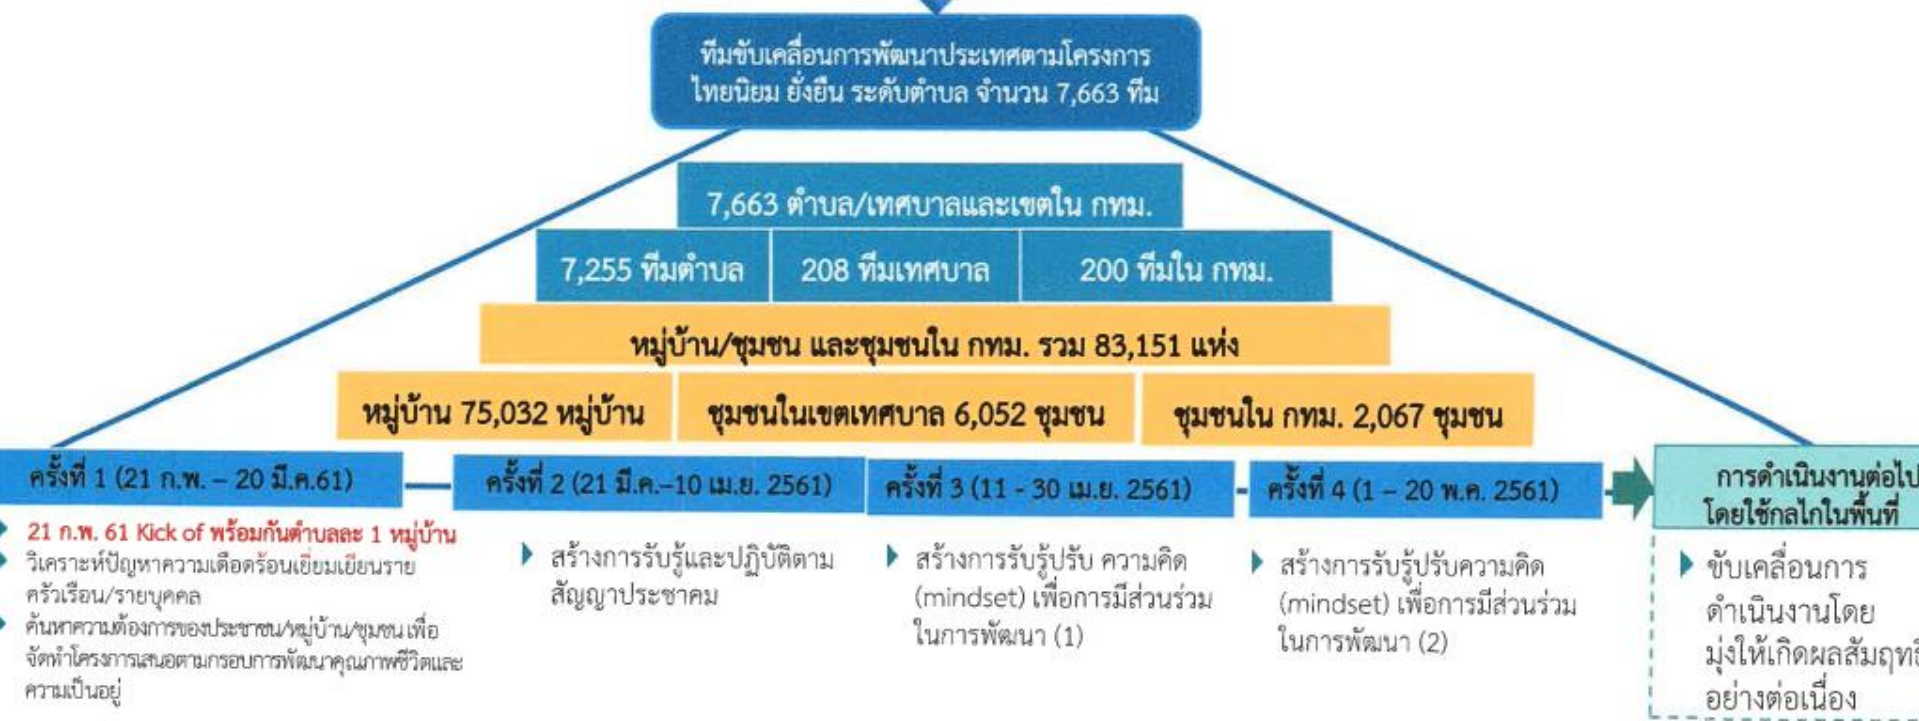 ทีมขับเคลื่อนการพัฒนาประเทศตามโครงการ
ไทยนิยม ยั่งยืน ระดับตำบล จำนวน 7,663 ทีม
7,663 ตำบล/เทศบาลและเขตใน กทม.
7,255 ทีมตำบล
208 ทีมเทศบาล
200 ทีมใน กทม.
หมู่บ้าน/ชุมชน และชุมชนใน กทม. รวม 83,151 แห่ง
หมู่บ้าน 75,032 หมู่บ้าน
ชุมชนในเขตเทศบาล 6,052 ชุมชน
ชุมชนใน กทม. 2,067 ชุมชน
ครั้งที่ 1 (21 ก.พ. – 20 มี.ค.61)
21 ก.พ. 61 Kick of พร้อมกันตำบลละ 1 หมู่บ้าน
วิเคราะห์ปัญหาความเดือดร้อนเยี่ยมเยียนราย
ครัวเรือน/รายบุคคล
ค้นหาความต้องการของประชาชน/หมู่บ้าน/ชุมชน เพื่อ
จัดทำโครงการเสนอตามกรอบการพัฒนาคุณภาพชีวิตและ
ความเป็นอยู่
ครั้งที่ 2 (21 มี.ค.–10 เม.ย. 2561)
สร้างการรับรู้และปฏิบัติตาม
สัญญาประชาคม
ครั้งที่ 3 (11 - 30 เม.ย. 2561)
สร้างการรับรู้ปรับ ความคิด
(mindset) เพื่อการมีส่วนร่วม
ในการพัฒนา (1)
ครั้งที่ 4 (1 – 20 พ.ค. 2561)
สร้างการรับรู้ปรับความคิด
(mindset) เพื่อการมีส่วนร่วม
ในการพัฒนา (2)
การดำเนินงานต่อไป
โดยใช้กลไกในพื้นที่
ขับเคลื่อนการ
ดำเนินงานโดย
มุ่งให้เกิดผลสัมฤทธิ
อย่างต่อเนื่อง